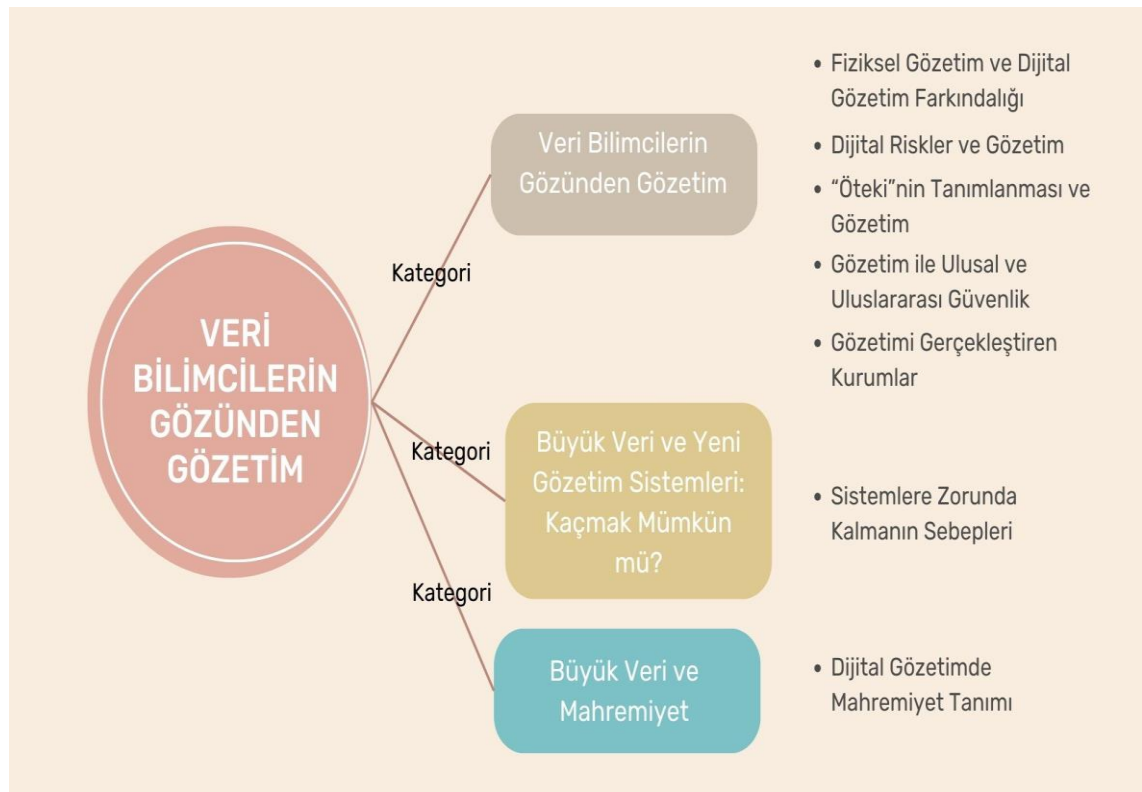 VERİ
BİLİMCİLERİN
GÖZÜNDEN
GÖZETİM
Kategori
Veri Bilimcilerin
Gözünden Gözetim
• Fiziksel Gözetim ve Dijital
Gözetim Farkındalığı
• Dijital Riskler ve Gözetim
• “Öteki”nin Tanımlanması ve
Gözetim
• Gözetim ile Ulusal ve
Uluslararası Güvenlik
• Gözetimi Gerçekleştiren
Kurumlar
Kategori
Büyük Veri ve Yeni
Gözetim Sistemleri:
Kaçmak Mümkün
mü?
• Sistemlere Zorunda
Kalmanın Sebepleri
Kategori
Büyük Veri ve
Mahremiyet
• Dijital Gözetimde
Mahremiyet Tanımı